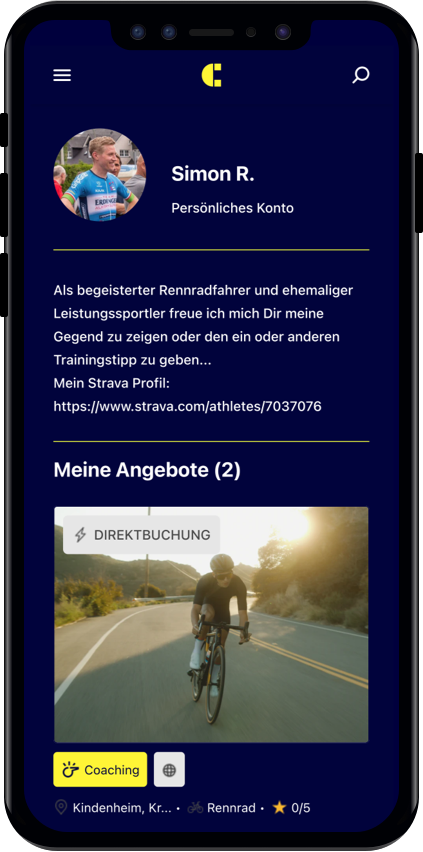 Simon R.
Persönliches Konto
Als begeisterter Rennradfahrer und ehemaliger
Leistungssportler freue ich mich Dir meine
Gegend zu zeigen oder den ein oder anderen
Trainingstipp zu geben...
Mein Strava Profil:
https://www.strava.com/athletes/7037076
Meine Angebote (2)
DIREKTBUCHUNG
Coaching
Kindenheim, Kr... • Rennrad • 0/5